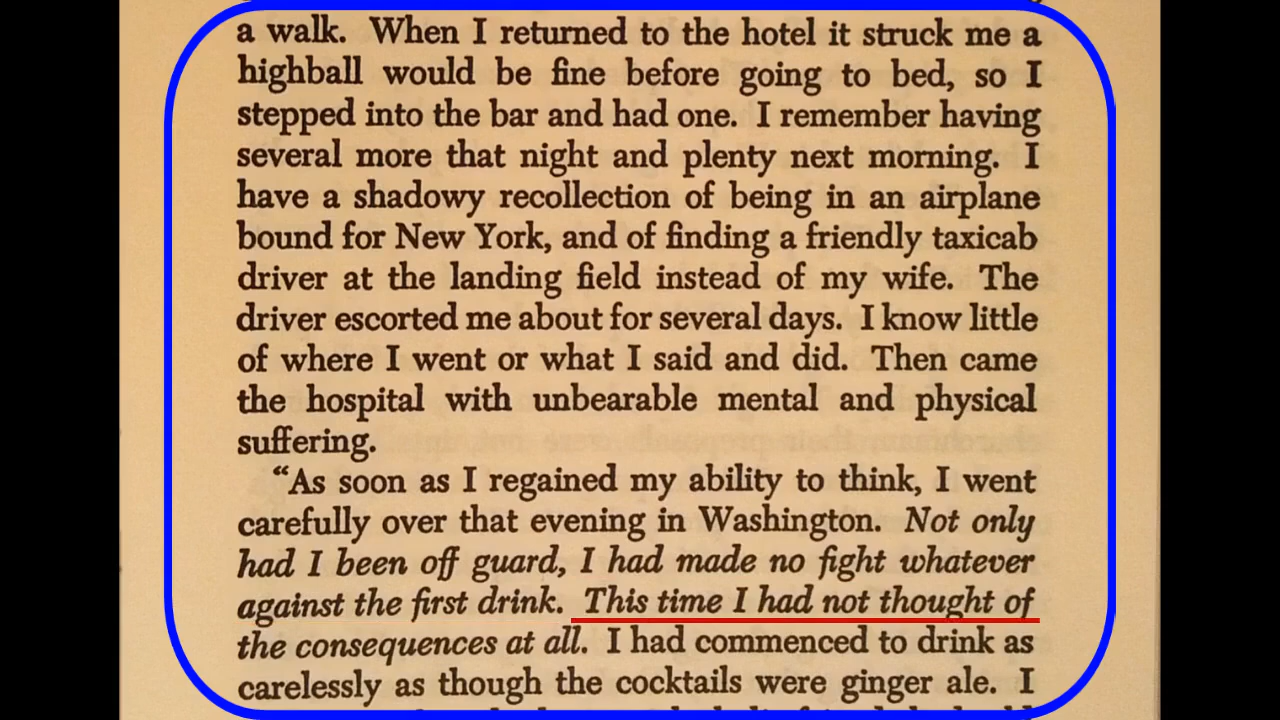 a walk. When I returned to the hotel it struck me a
highball would be fine before going to bed, so I
stepped into the bar and had one. I remember having
several more that night and plenty next morning. I
have a shadowy recollection of being in an airplane
bound for New York, and of finding a friendly taxicab
driver at the landing field instead of my wife. The
driver escorted me about for several days. I know little
of where I went or what I said and did. Then came
the hospital with unbearable mental and physical
suffering.
“As soon as I regained my ability to think, I went
carefully over that evening in Washington. Not only
had I been off guard, I had made no fight whatever
against the first drink. This time I had not thought of
the consequences at all. I had commenced to drink as
carelessly as though the cocktails were ginger ale. I